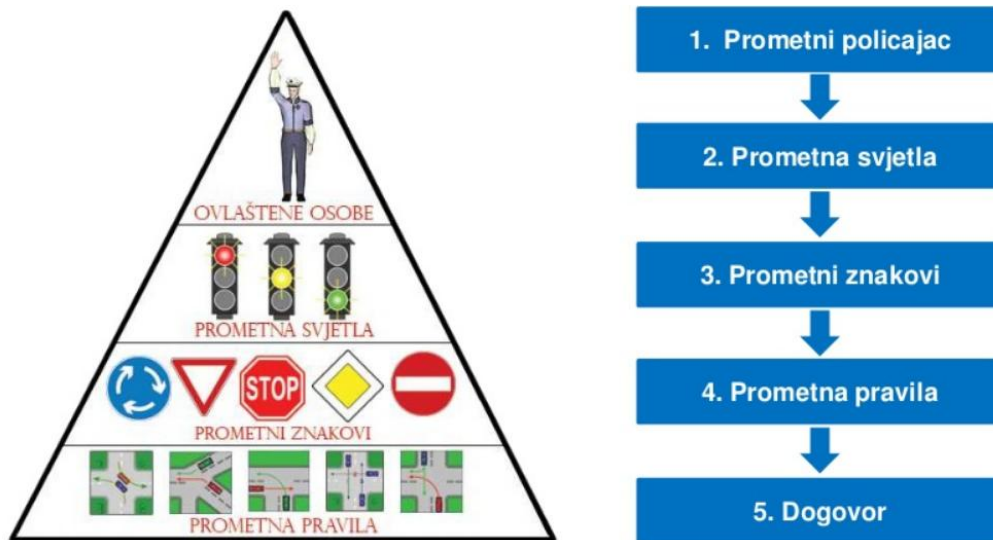 OVLAŠTENE OSOBE
PROMETNA SVJETLA
STOP
PROMETNI ZNAKOVI
PROMETNA PRAVILA
1. Prometni policajac
2. Prometna svjetla
3. Prometni znakovi
4. Prometna pravila
5. Dogovor